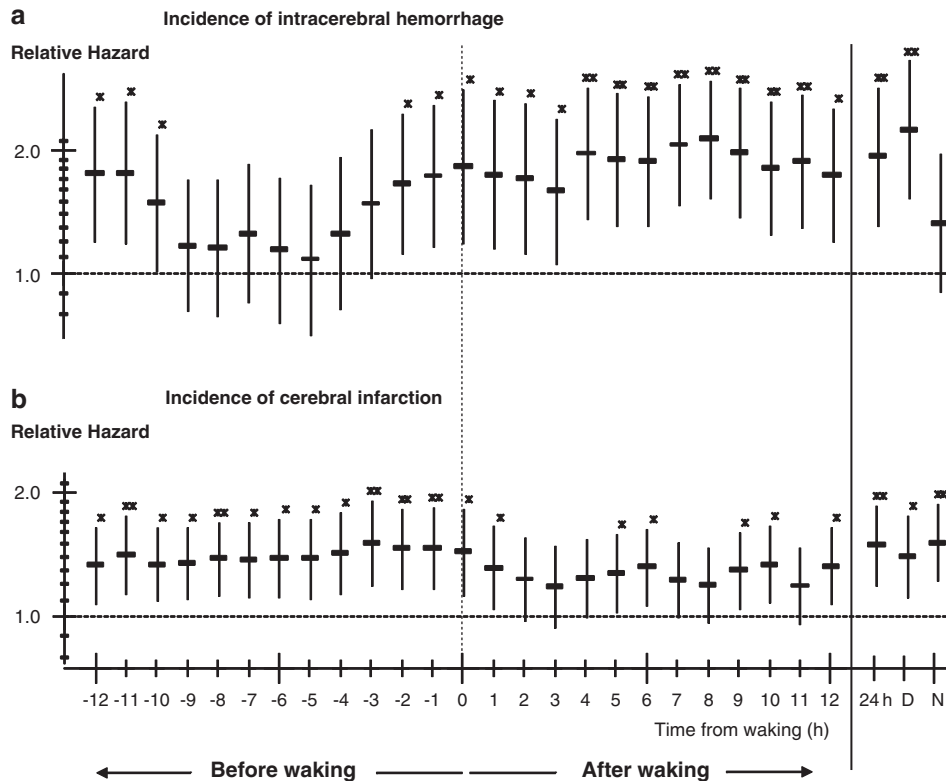 a
Incidence of intracerebral hemorrhage
Relative Hazard
2.0
1.0
b
Incidence of cerebral infarction
Relative Hazard
2.0
1.0
-12 -11 -10 -9 -8 -7 -6 -5 -4 -3 -2 -1 0 1 2 3 4 5 6 7 8 9 10 11 12 24 h D N
Time from waking (h)
Before waking After waking